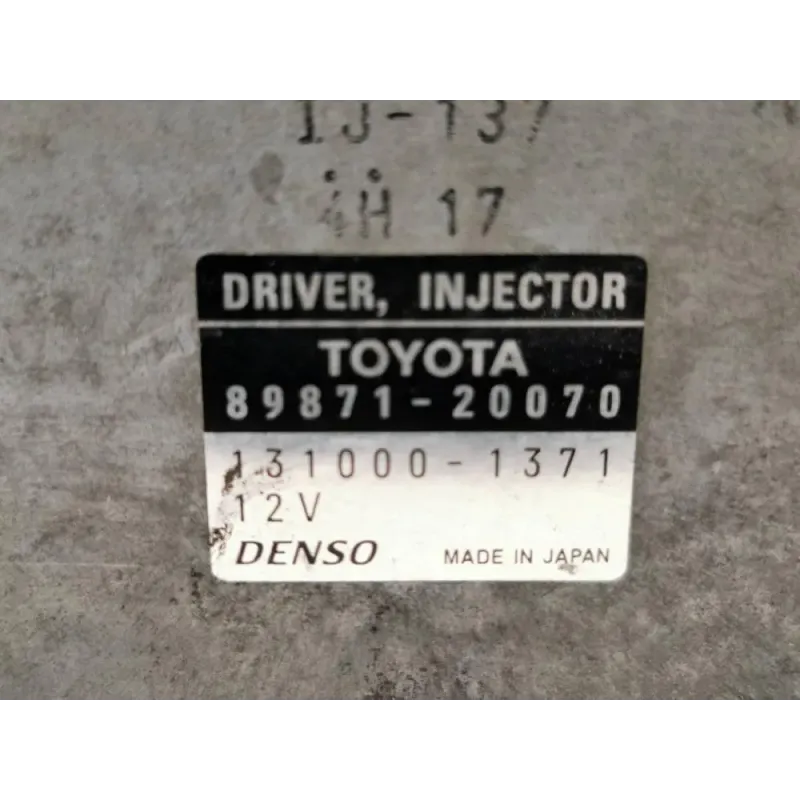 1J-137
4H 17
DRIVER, INJECTOR
TOYOTA
89871-20070
131000-1371
12V
DENSO MADE IN JAPAN